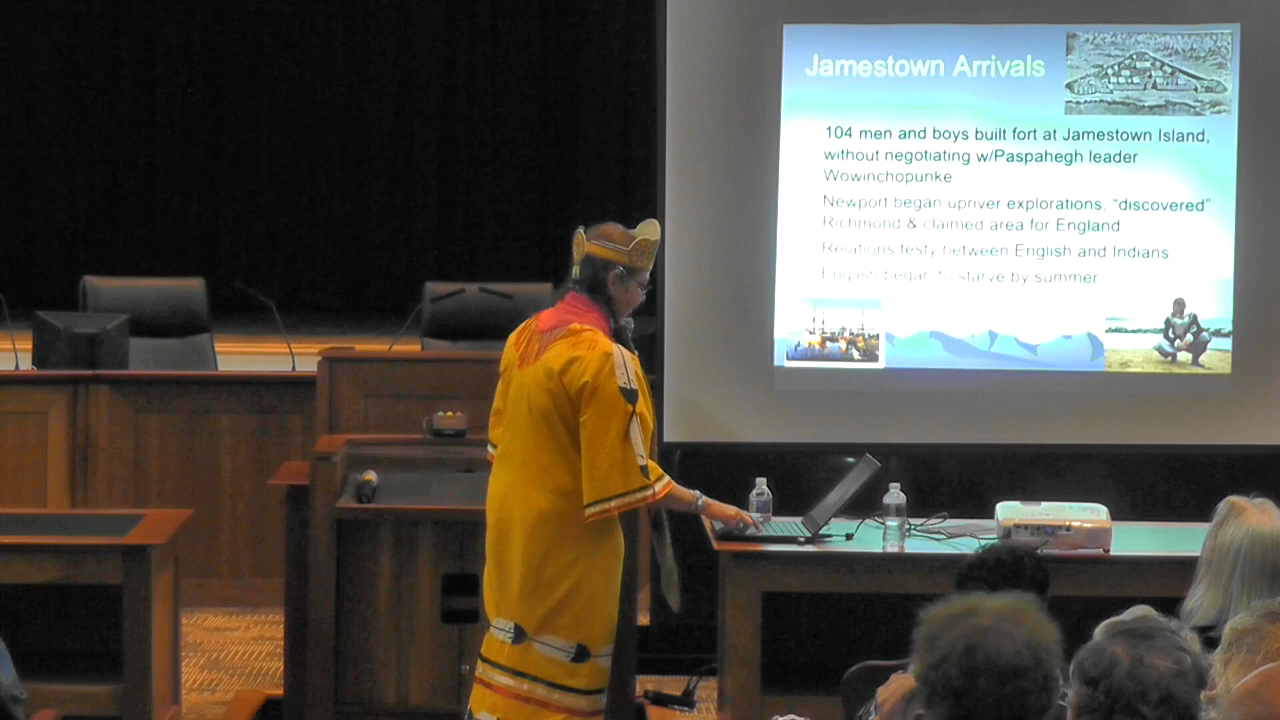 Jamestown Arrivals
104 men and boys built fort at Jamestown Island,
without negotiating w/Paspahegh leader
Wowinchopunke
Newport began upriver explorations, "discovered"
Richmond & claimed area for England
Relations testy between English and Indians
English began to starve by summer